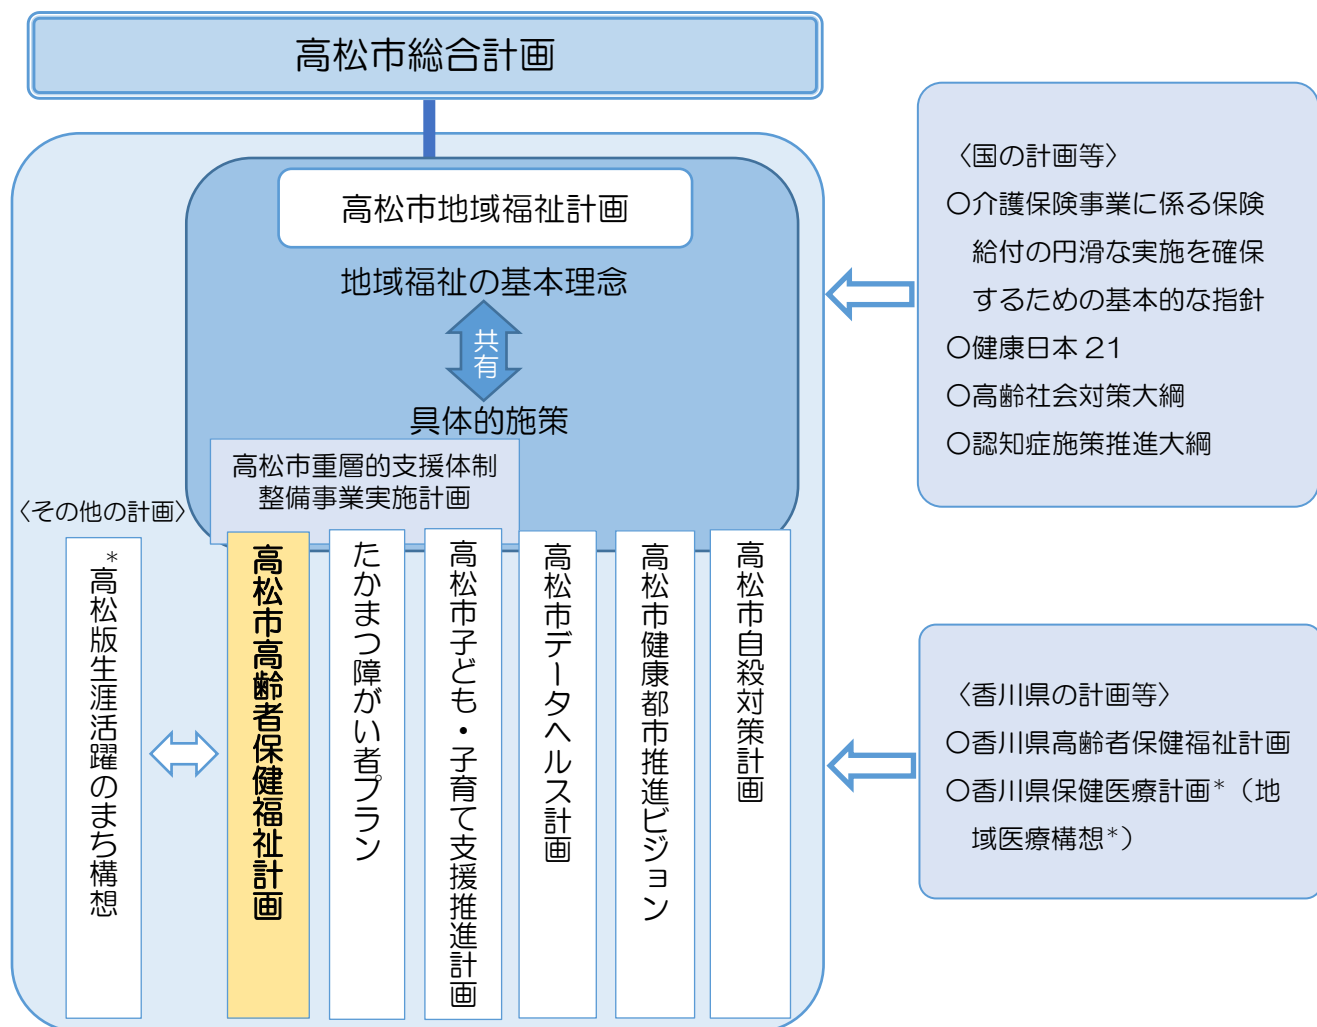 高松市総合計画
高松市地域福祉計画
地域福祉の基本理念
共有
具体的施策
高松市重層的支援体制
整備事業実施計画
〈その他の計画〉
*高松版生涯活躍のまち構想
高松市高齢者保健福祉計画
たかまつ障がい者プラン
高松市子ども・子育て支援推進計画
高松市データヘルス計画
高松市健康都市推進ビジョン
高松市自殺対策計画
〈国の計画等〉
○介護保険事業に係る保険
給付の円滑な実施を確保
するための基本的な指針
○健康日本 21
○高齢社会対策大綱
○認知症施策推進大綱
〈香川県の計画等〉
○香川県高齢者保健福祉計画
○香川県保健医療計画*（地
域医療構想*）